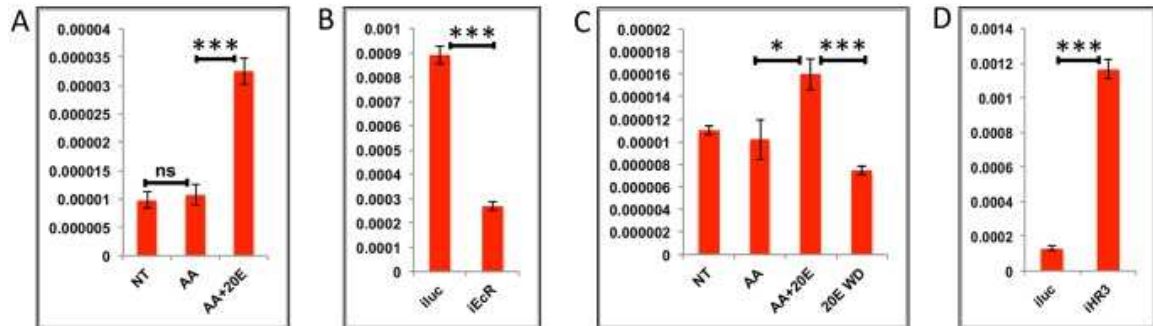 A
0.00004
0.000035
0.00003
0.000025
0.00002
0.000015
0.00001
0.000005
0
***
ns
NT
AA
AA+20E
B
0.001
0.0009
0.0008
0.0007
0.0006
0.0005
0.0004
0.0003
0.0002
0.0001
0
***
iluc
iEcR
C
0.00002
0.000018
0.000016
0.000014
0.000012
0.00001
0.000008
0.000006
0.000004
0.000002
0
*
***
NT
AA
AA+20E
20E WD
D
0.0014
0.0012
0.001
0.0008
0.0006
0.0004
0.0002
0
***
iluc
iHR3